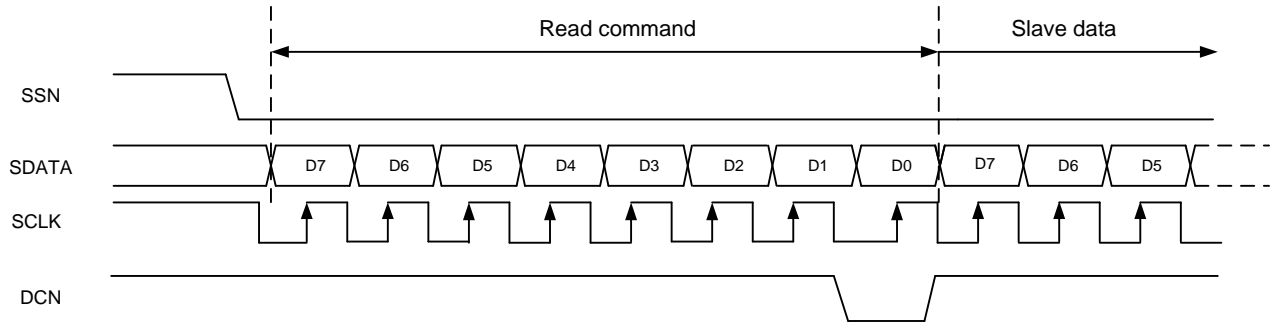 Read command Slave data
SSN
SDATA D7 D6 D5 D4 D3 D2 D1 D0 D7 D6 D5
SCLK
DCN